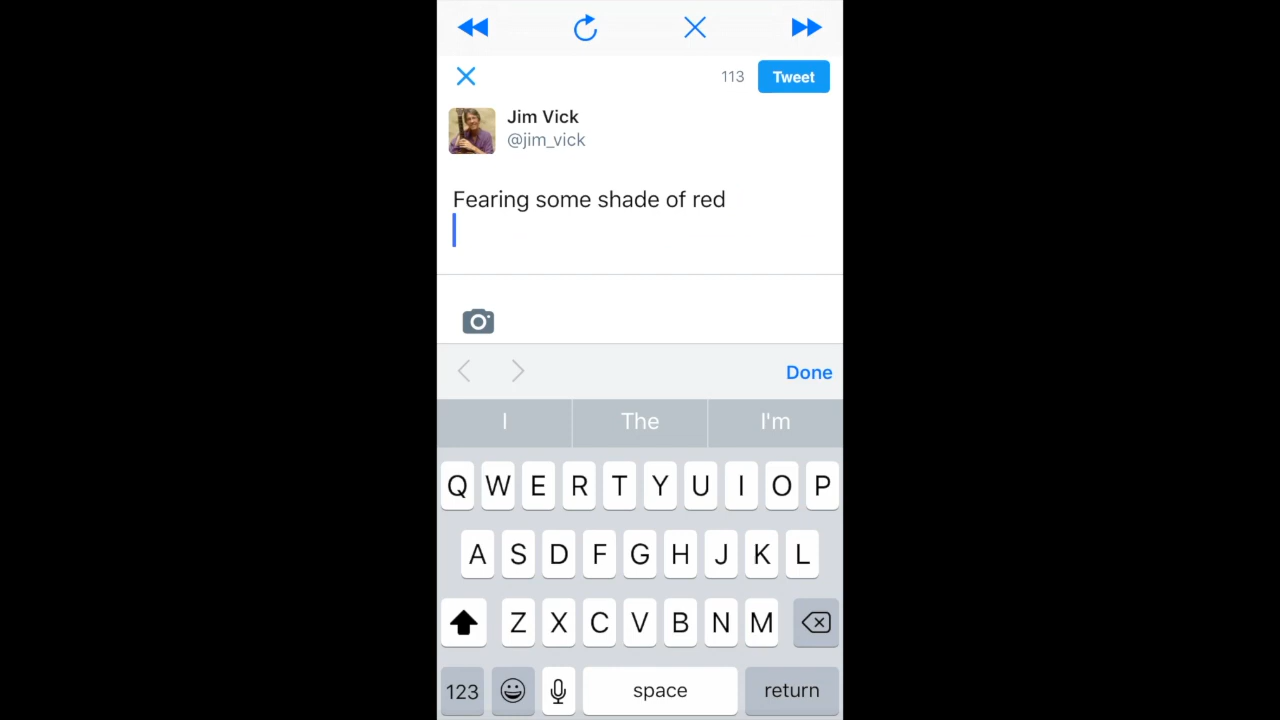 113 Tweet
Jim Vick
@jim_vick
Fearing some shade of red
Done
I The I'm
Q W E R T Y U I O P
A S D F G H J K L
Z X C V B N M
123 space return